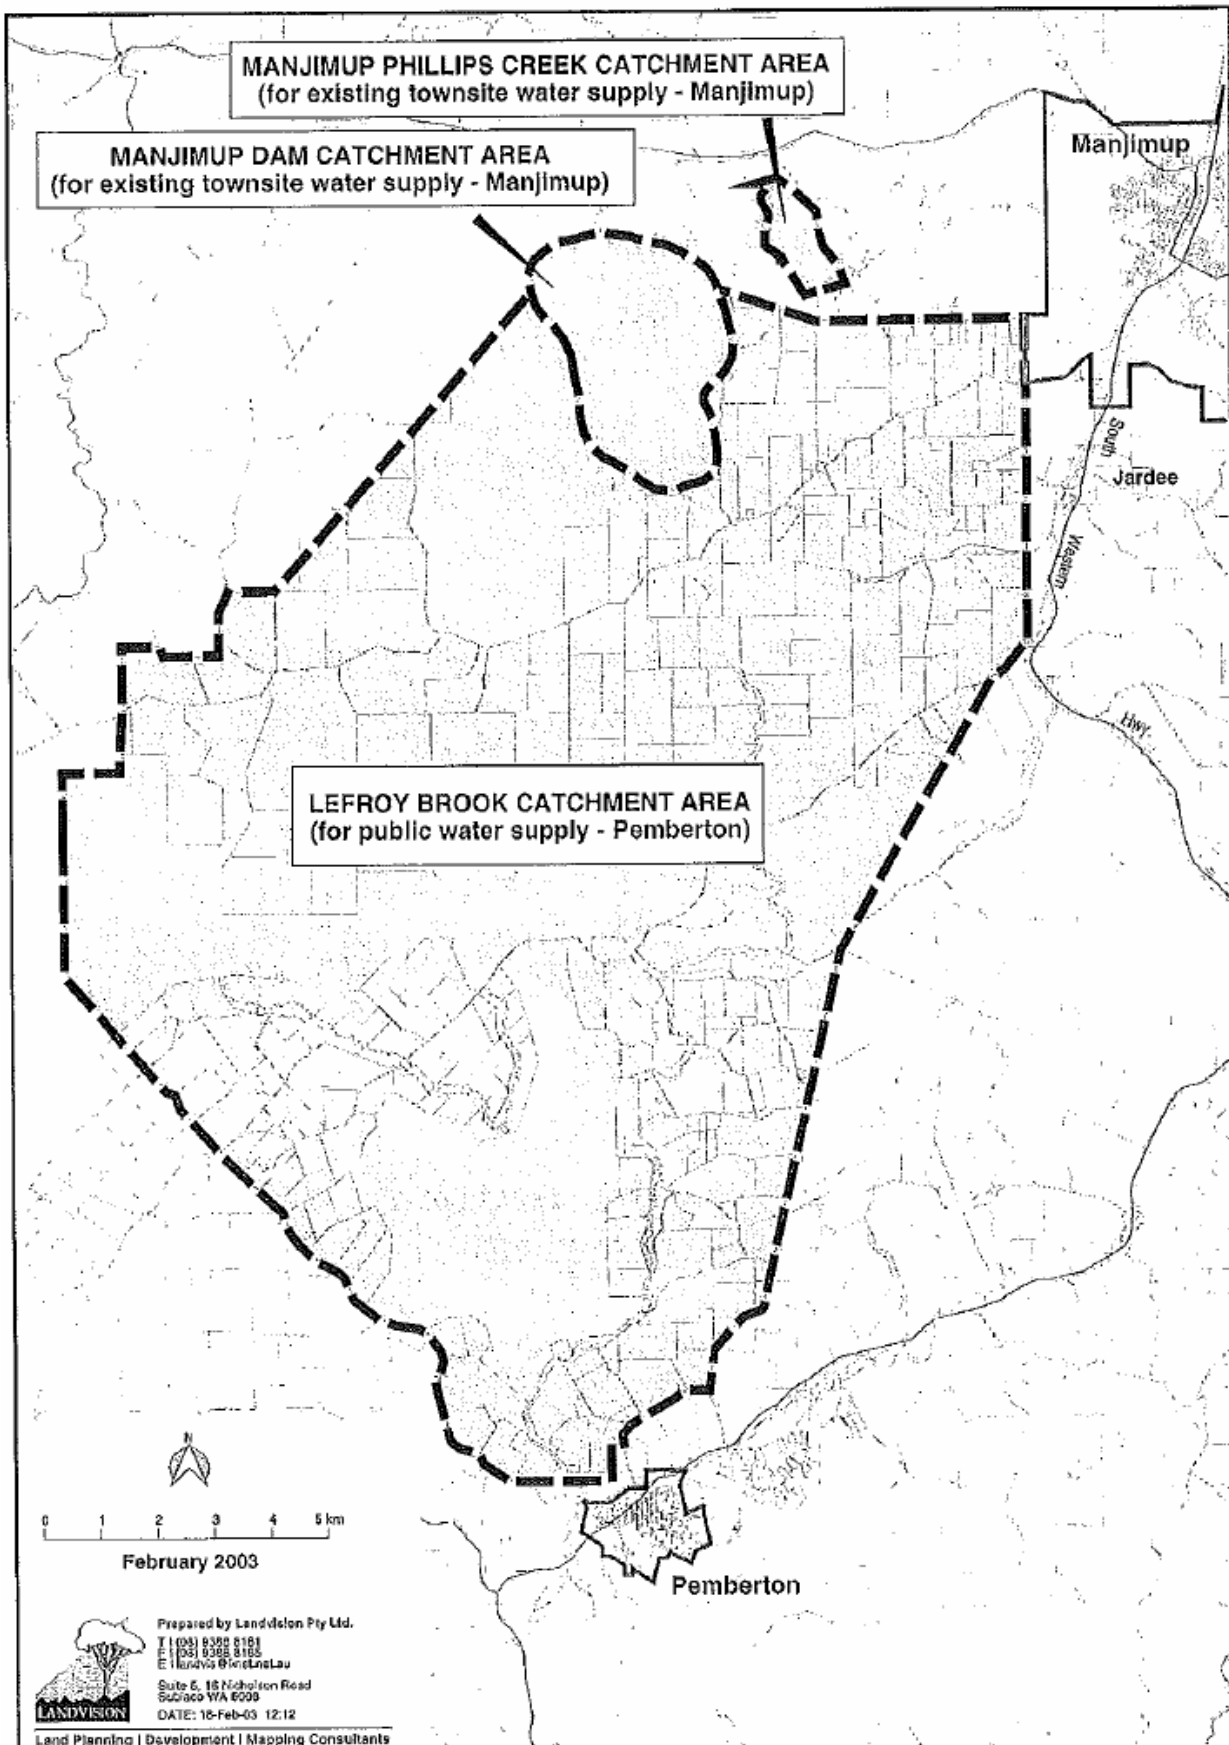 MANJIMUP PHILLIPS CREEK CATCHMENT AREA
(for existing townsite water supply - Manjimup)
MANJIMUP DAM CATCHMENT AREA
(for existing townsite water supply - Manjimup)
Manjimup
South
Jardee
Western
Hwy
LEFROY BROOK CATCHMENT AREA
(for public water supply - Pemberton)
N
0 1 2 3 4 5 km
February 2003
Pemberton
Prepared by Landvision Pty Ltd.
Suite 5, 16 Nicholson Road
Subiaco WA 6008
DATE: 18-Feb-03 12:12
LANDVISION
Land Planning | Development | Mapping Consultants